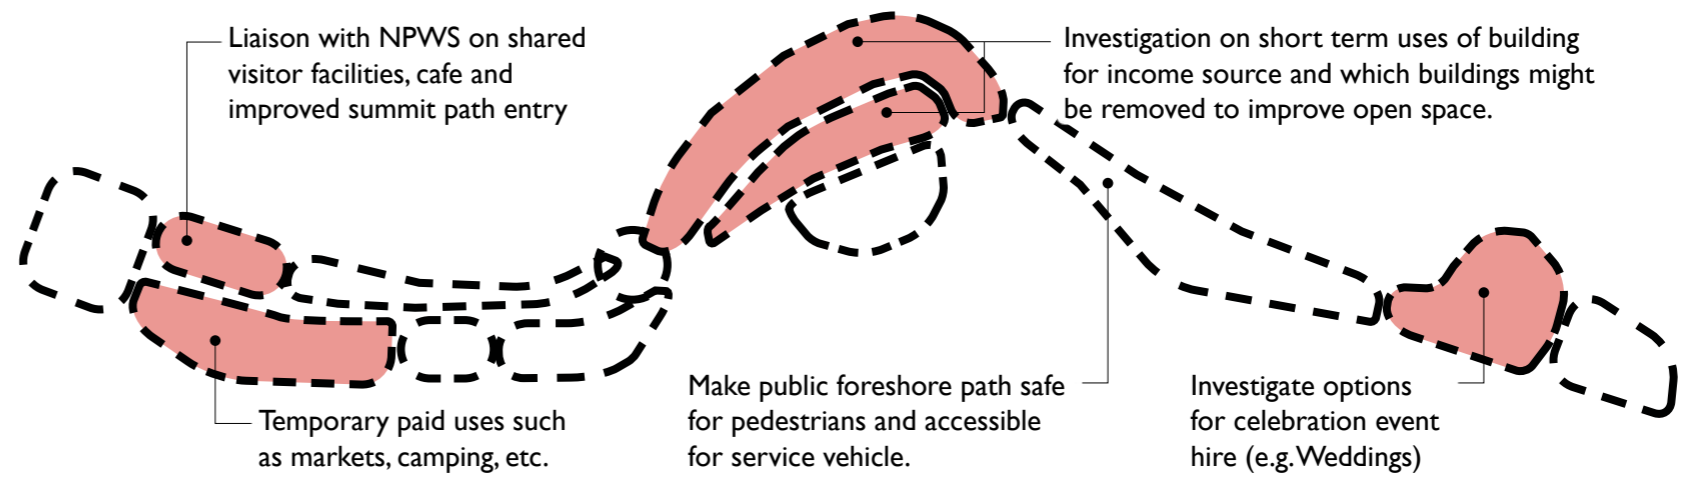 Liaison with NPWS on shared
visitor facilities, cafe and
improved summit path entry
Investigation on short term uses of building
for income source and which buildings might
be removed to improve open space.
Temporary paid uses such
as markets, camping, etc.
Make public foreshore path safe
for pedestrians and accessible
for service vehicle.
Investigate options
for celebration event
hire (e.g. Weddings)